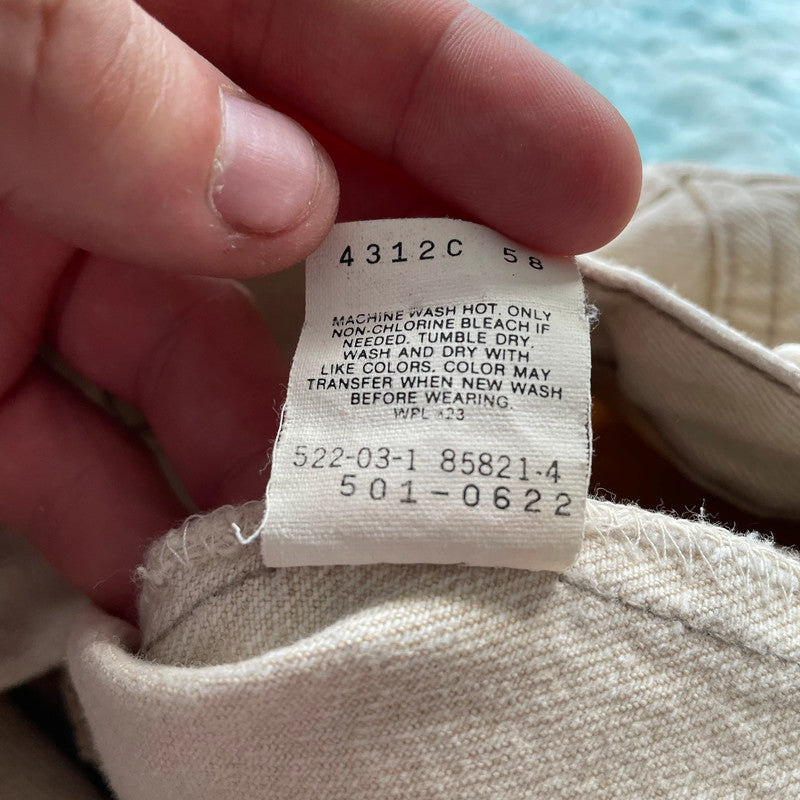 4312C 58
MACHINE WASH HOT. ONLY
NON-CHLORINE BLEACH IF
NEEDED. TUMBLE DRY.
WASH AND DRY WITH
LIKE COLORS. COLOR MAY
TRANSFER WHEN NEW WASH
BEFORE WEARING.
WPL 423
522-03-1 85821-4
501-0622